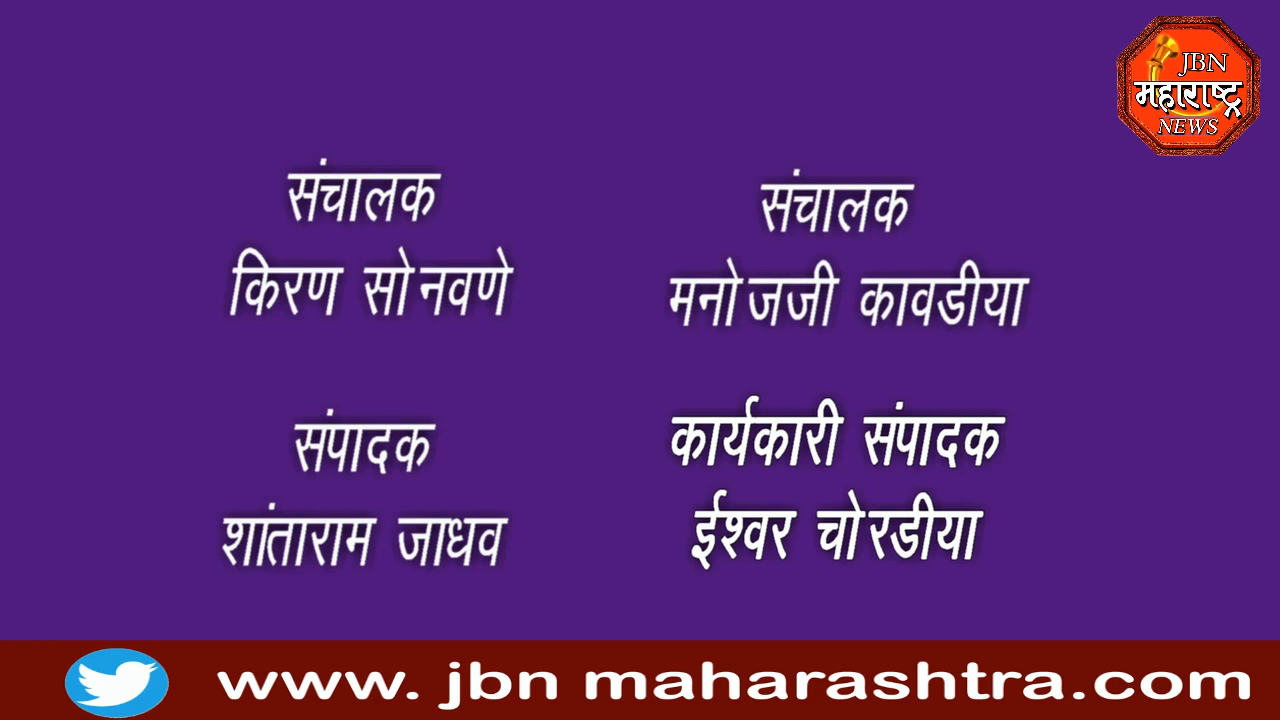 JBN
महाराष्ट्र
NEWS
संचालक
किरण सोनवणे
संचालक
मनोजजी कावडीया
संपादक
शांताराम जाधव
कार्यकारी संपादक
ईश्वर चोरडीया
www. jbn maharashtra.com